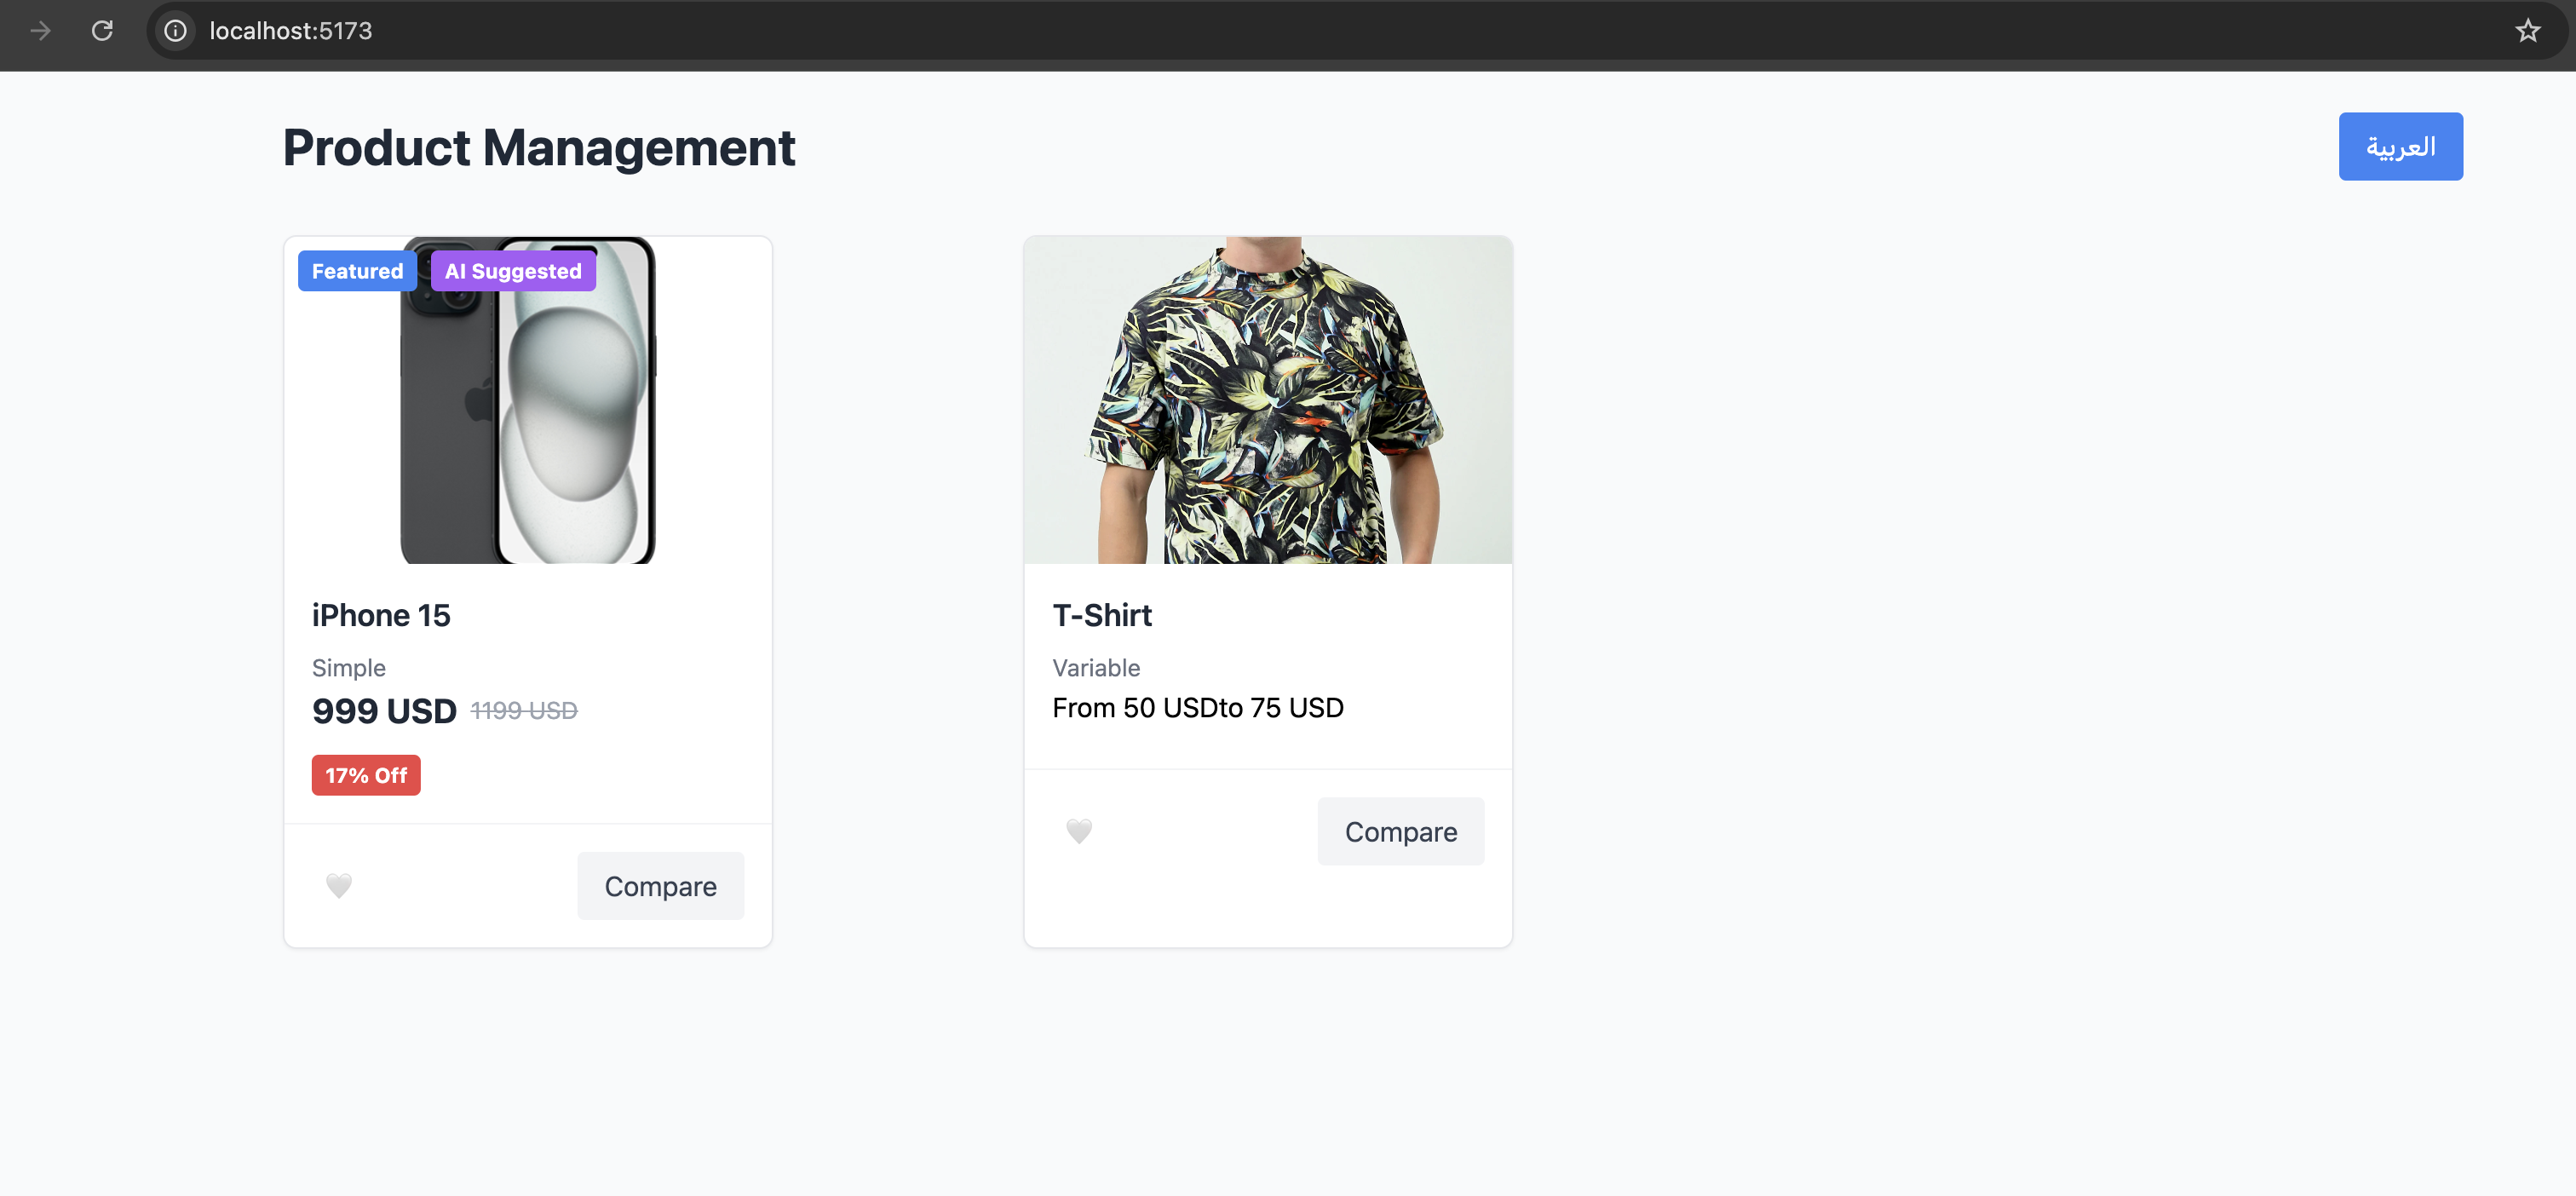 localhost:5173
Product Management
العربية
Featured
AI Suggested
iPhone 15
Simple
999 USD 1199 USD
17% Off
Compare
T-Shirt
Variable
From 50 USDto 75 USD
Compare